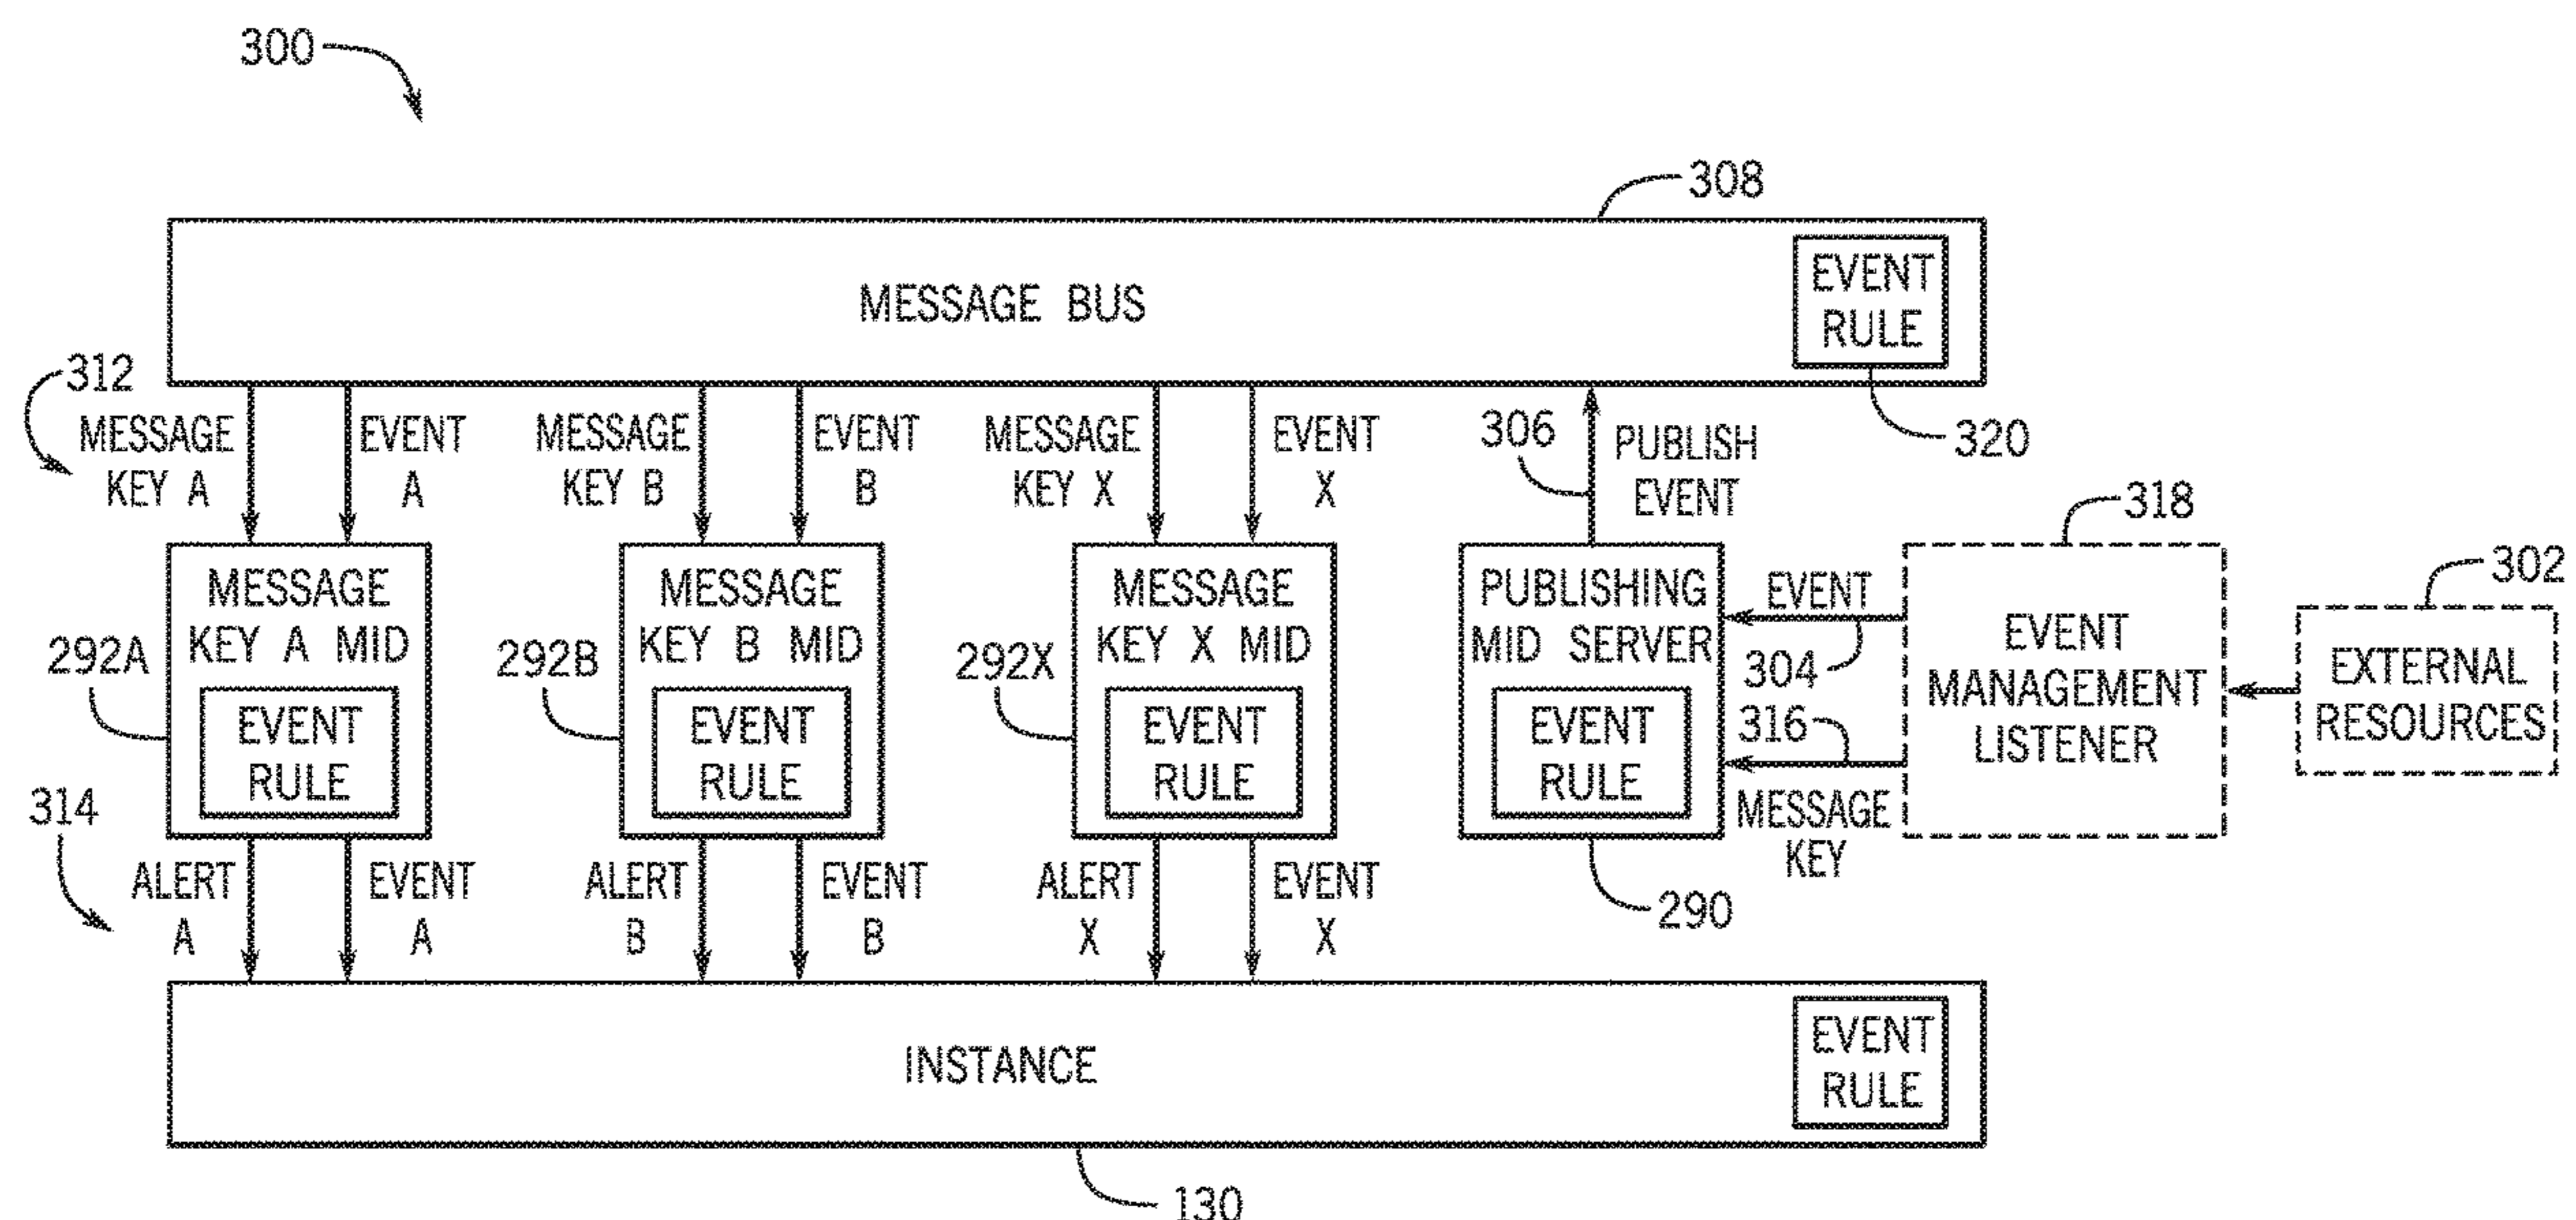 300
308
MESSAGE BUS
EVENT
RULE
320
312
MESSAGE
KEY A
EVENT
A
MESSAGE
KEY B
EVENT
B
MESSAGE
KEY X
EVENT
X
306
PUBLISH
EVENT
318
302
MESSAGE
KEY A MID
EVENT
RULE
292A
MESSAGE
KEY B MID
EVENT
RULE
292B
MESSAGE
KEY X MID
EVENT
RULE
292X
PUBLISHING
MID SERVER
EVENT
RULE
290
EVENT
304
316
MESSAGE
KEY
EVENT
MANAGEMENT
LISTENER
EXTERNAL
RESOURCES
314
ALERT
A
EVENT
A
ALERT
B
EVENT
B
ALERT
X
EVENT
X
INSTANCE
EVENT
RULE
130